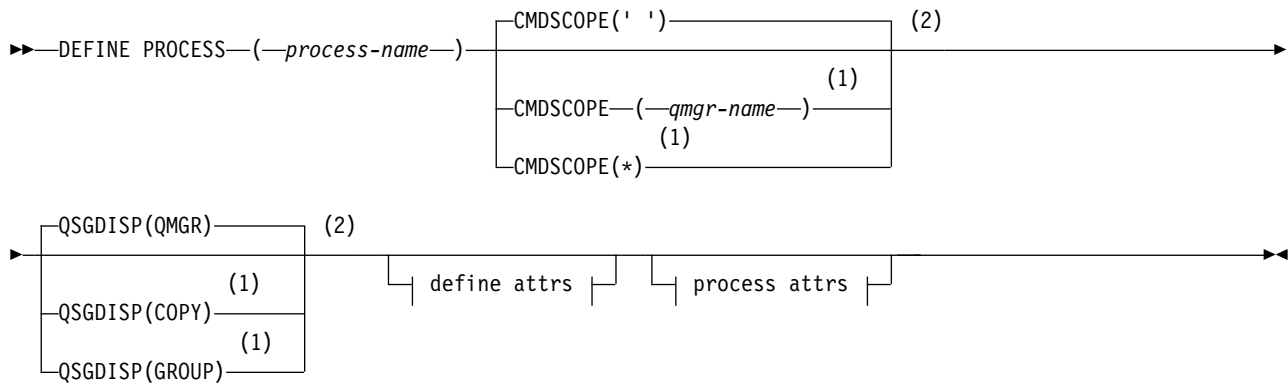 CMDSCOPE(' ') (2)
DEFINE PROCESS ( process-name )
(1)
CMDSCOPE ( qmgr-name )
(1)
CMDSCOPE(*)
QSGDISP(QMGR) (2)
define attrs process attrs
(1)
QSGDISP(COPY)
(1)
QSGDISP(GROUP)